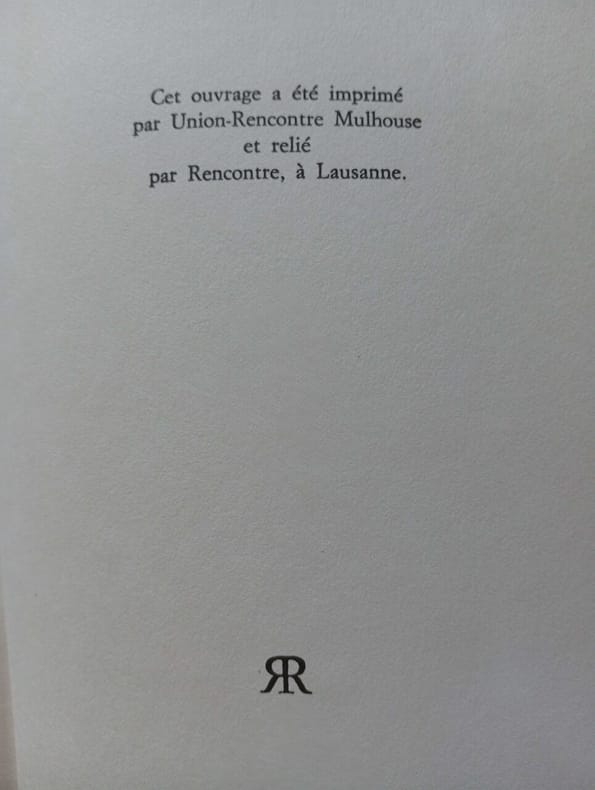 Cet ouvrage a été imprimé
par Union-Rencontre Mulhouse
et relié
par Rencontre, à Lausanne.
RR